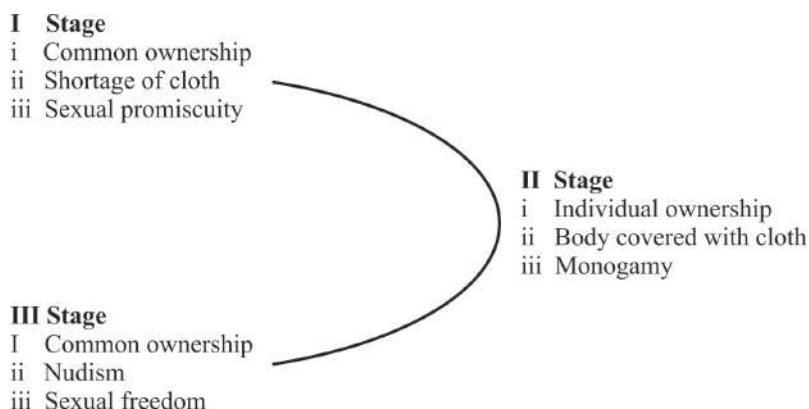 I Stage
i Common ownership
ii Shortage of cloth
iii Sexual promiscuity
II Stage
i Individual ownership
ii Body covered with cloth
iii Monogamy
III Stage
I Common ownership
ii Nudism
iii Sexual freedom